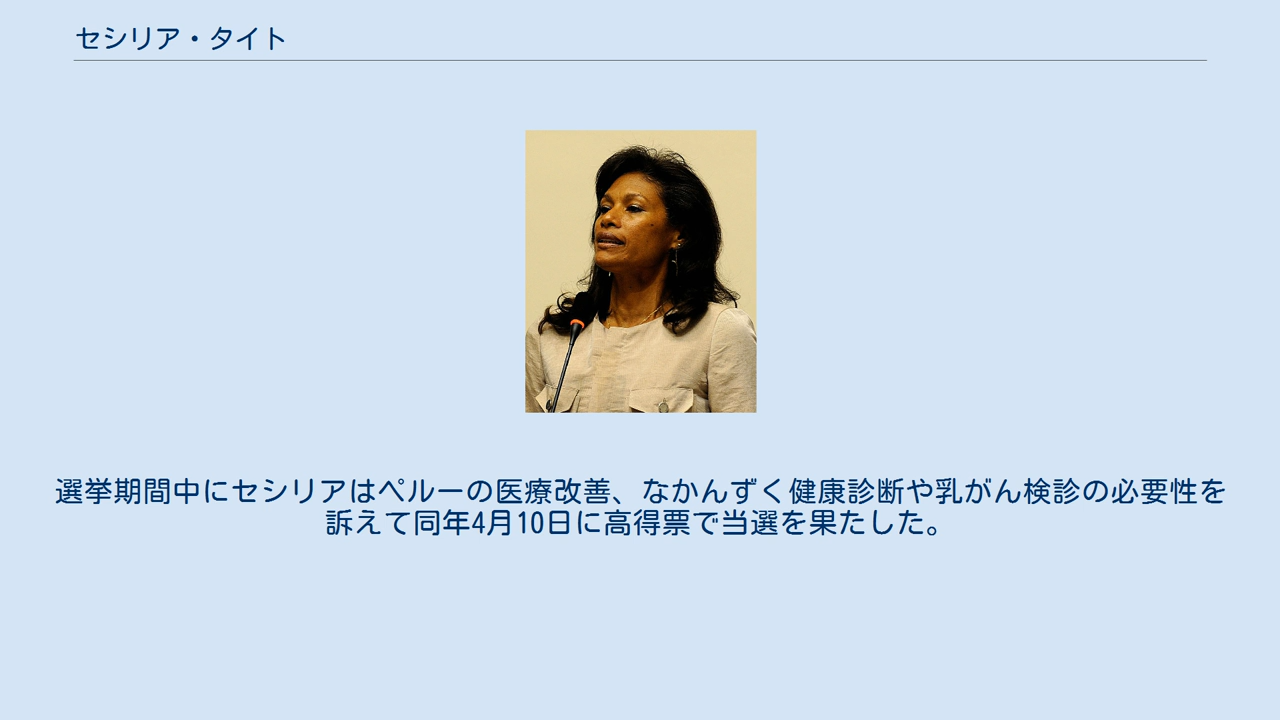 セシリア・タイト
選挙期間中にセシリアはペルーの医療改善、なかんずく健康診断や乳がん検診の必要性を
訴えて同年4月10日に高得票で当選を果たした。